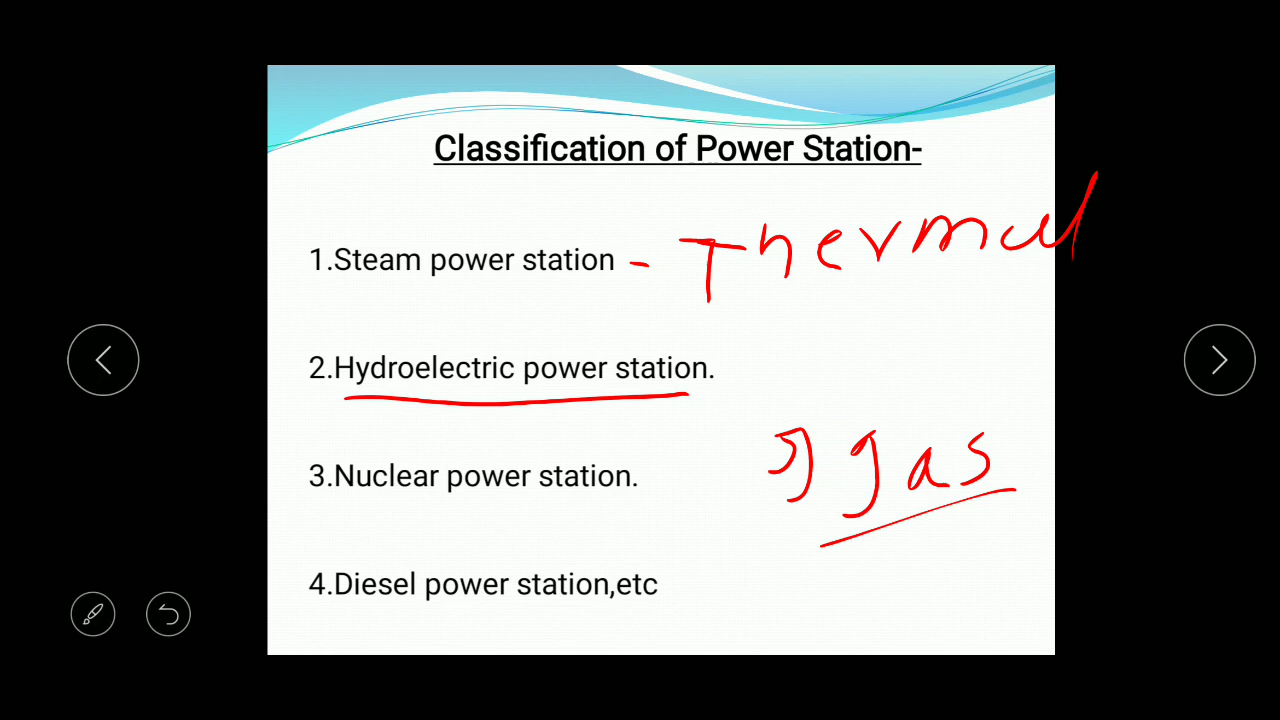 Classification of Power Station-
1.Steam power station - Thermal
2.Hydroelectric power station.
3.Nuclear power station.
gas
4.Diesel power station,etc